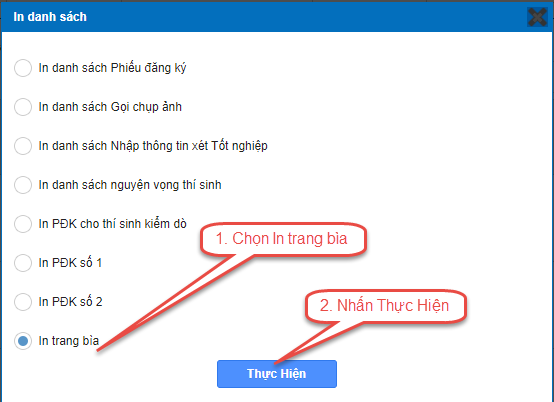 In danh sách
In danh sách Phiếu đăng ký
In danh sách Gọi chụp ảnh
In danh sách Nhập thông tin xét Tốt nghiệp
In danh sách nguyện vọng thí sinh
In PĐK cho thí sinh kiểm dò
1. Chọn In trang bìa
In PĐK số 1
In PĐK số 2
2. Nhấn Thực Hiện
In trang bìa
Thực Hiện